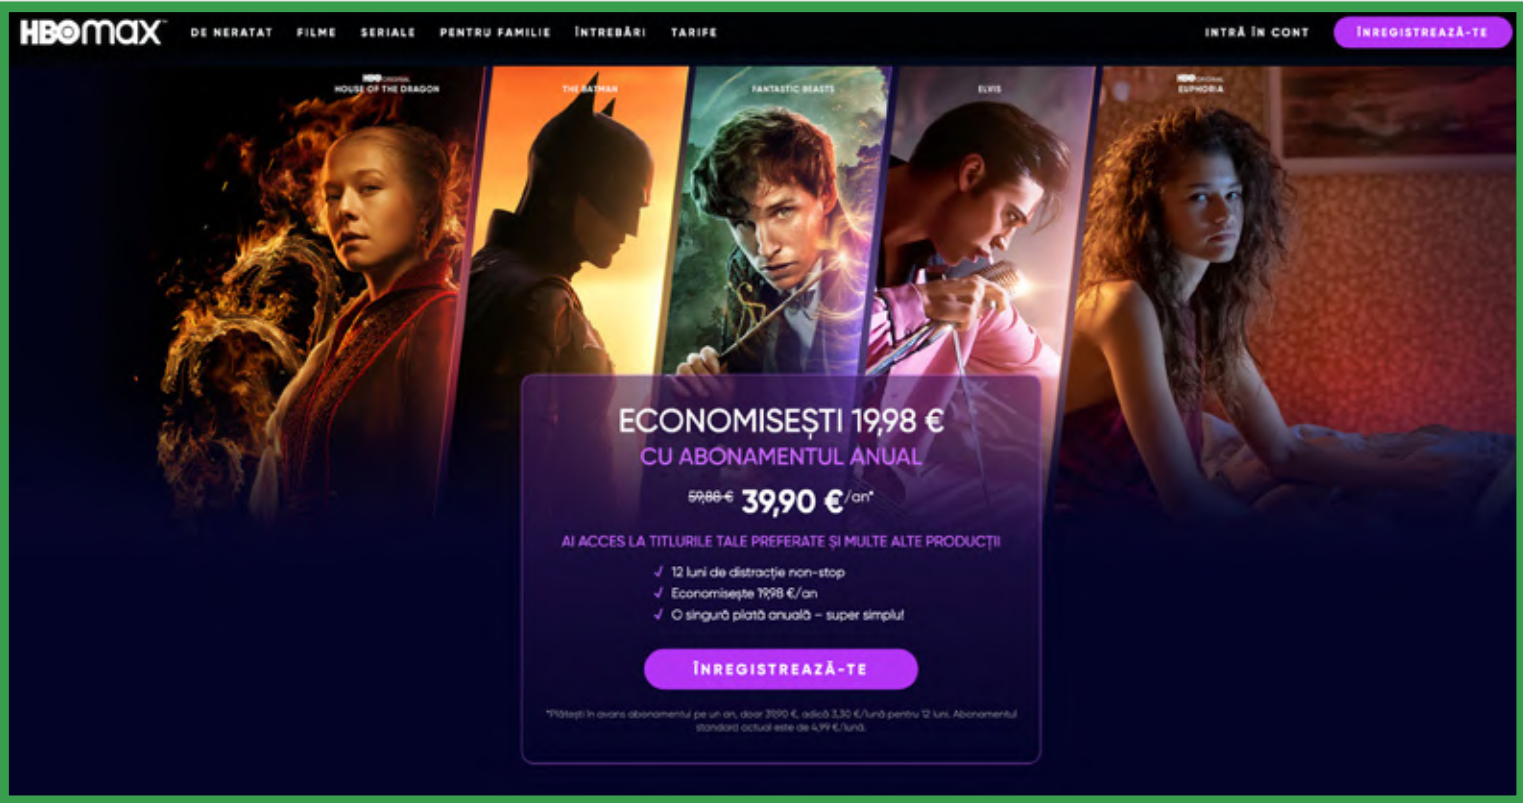 HBOmax
DE NERATAT FILME SERIALE PENTRU FAMILIE ÎNTREBĂRI TARIFE
INTRĂ ÎN CONT ÎNREGISTREAZĂ-TE
HBO ORIGINAL
HOUSE OF THE DRAGON
THE BATMAN
FANTASTIC BEASTS
ELVIS
HBO ORIGINAL
EUPHORIA
ECONOMISEȘTI 19,98 €
CU ABONAMENTUL ANUAL
59,88 € 39,90 €/an*
AI ACCES LA TITLURILE TALE PREFERATE ȘI MULTE ALTE PRODUCȚII
✓ 12 luni de distracție non-stop
✓ Economisește 19,98 €/an
✓ O singură plată anuală – super simplu!
ÎNREGISTREAZĂ-TE
*Plătești în avans abonamentul pe un an, doar 39,90 €, adică 3,30 €/lună pentru 12 luni. Abonamentul
standard actual este de 4,99 €/lună.